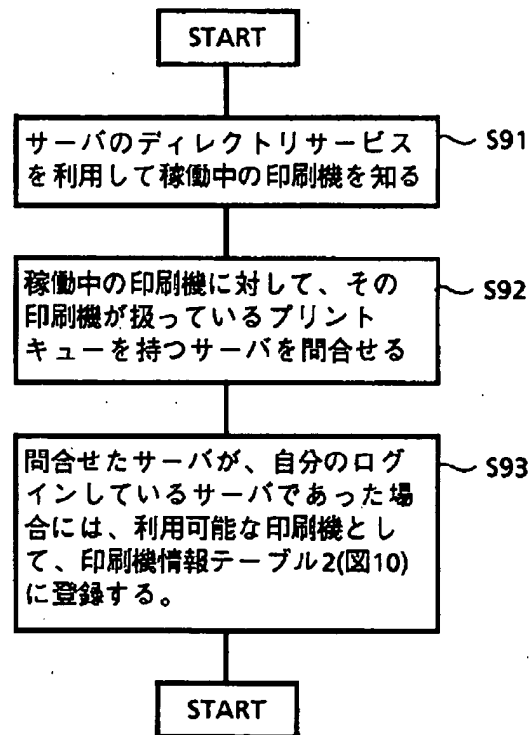 START
サーバのディレクトリサービス
を利用して稼働中の印刷機を知る
S91
稼働中の印刷機に対して、その
印刷機が扱っているプリント
キューを持つサーバを問合せる
S92
問合せたサーバが、自分のログ
インしているサーバであった場
合には、利用可能な印刷機とし
て、印刷機情報テーブル2(図10)
に登録する。
S93
START